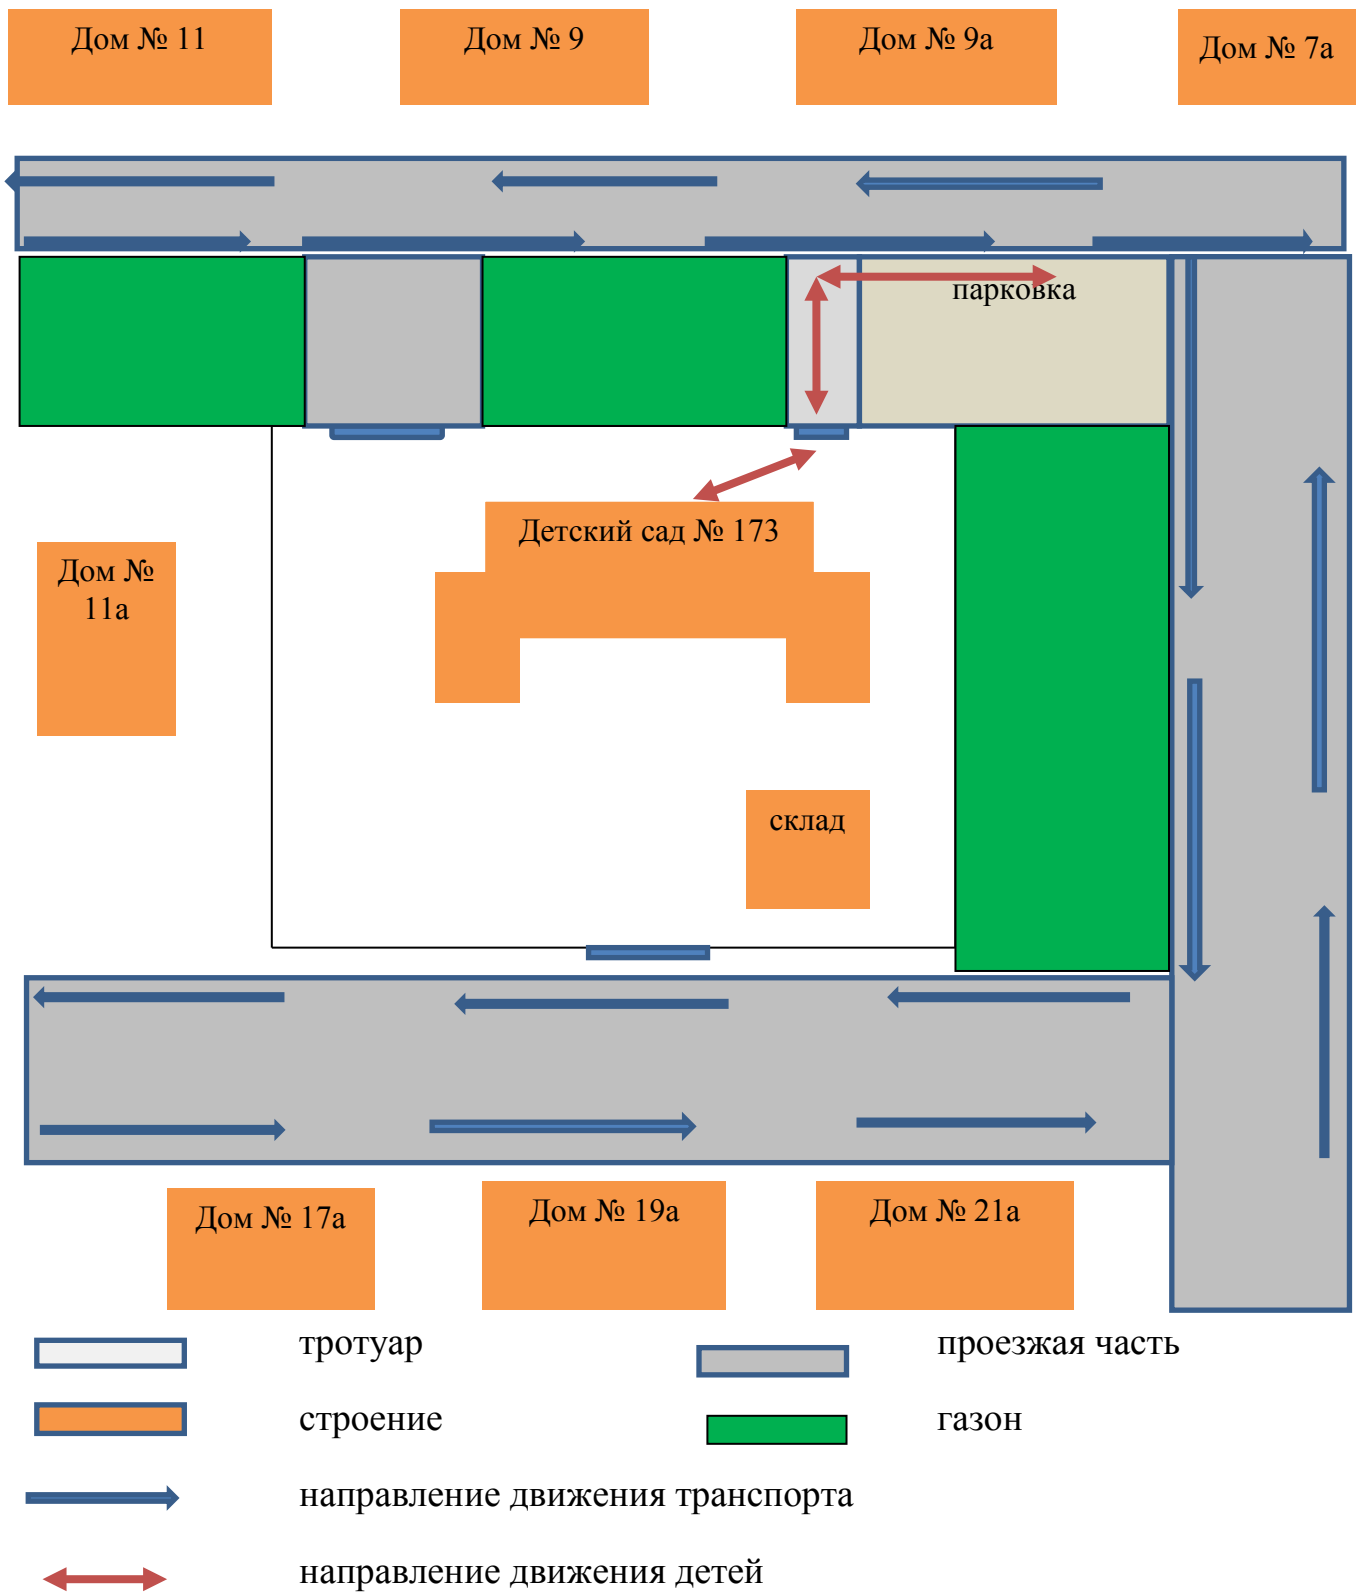 Дом № 11
Дом № 9
Дом № 9а
Дом № 7а
парковка
Детский сад № 173
Дом №
11а
склад
Дом № 17а
Дом № 19а
Дом № 21а
тротуар
проезжая часть
строение
газон
направление движения транспорта
направление движения детей